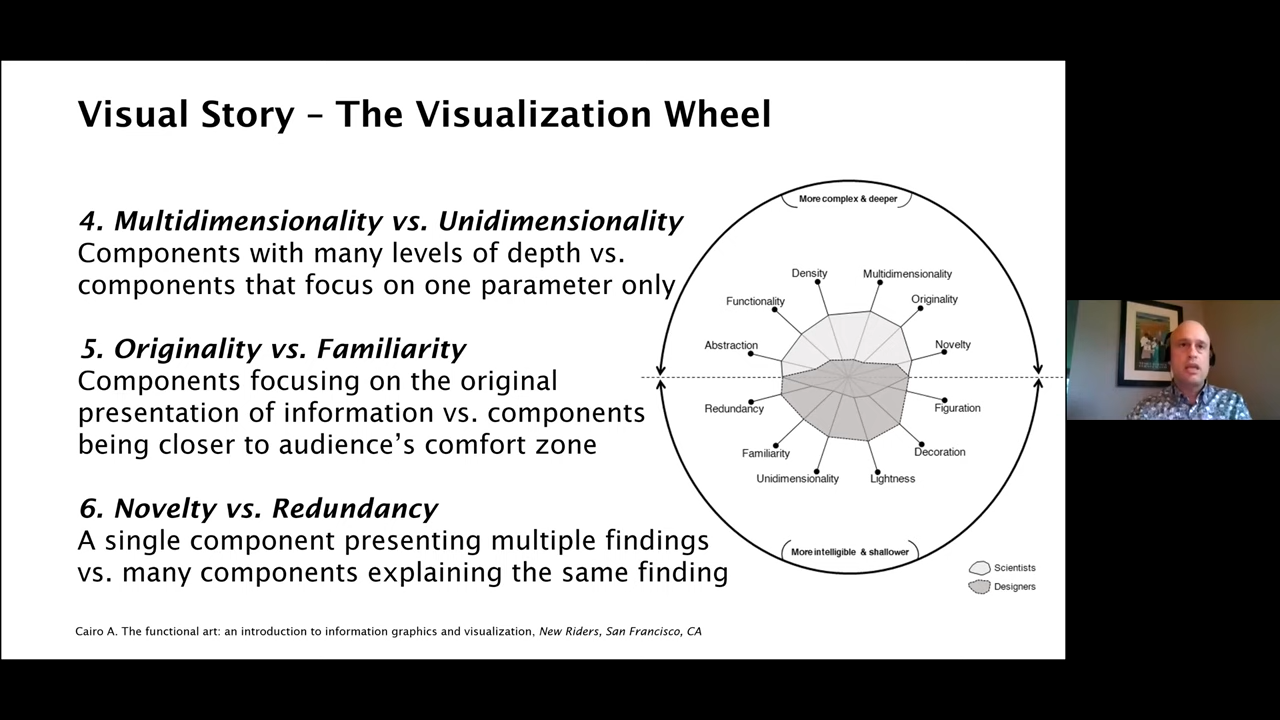 Visual Story – The Visualization Wheel
4. Multidimensionality vs. Unidimensionality
Components with many levels of depth vs.
components that focus on one parameter only
5. Originality vs. Familiarity
Components focusing on the original
presentation of information vs. components
being closer to audience’s comfort zone
6. Novelty vs. Redundancy
A single component presenting multiple findings
vs. many components explaining the same finding
Cairo A. The functional art: an introduction to information graphics and visualization, New Riders, San Francisco, CA
More complex & deeper
Density
Multidimensionality
Functionality
Originality
Abstraction
Novelty
Redundancy
Figuration
Familiarity
Decoration
Unidimensionality
Lightness
More intelligible & shallower
Scientists
Designers